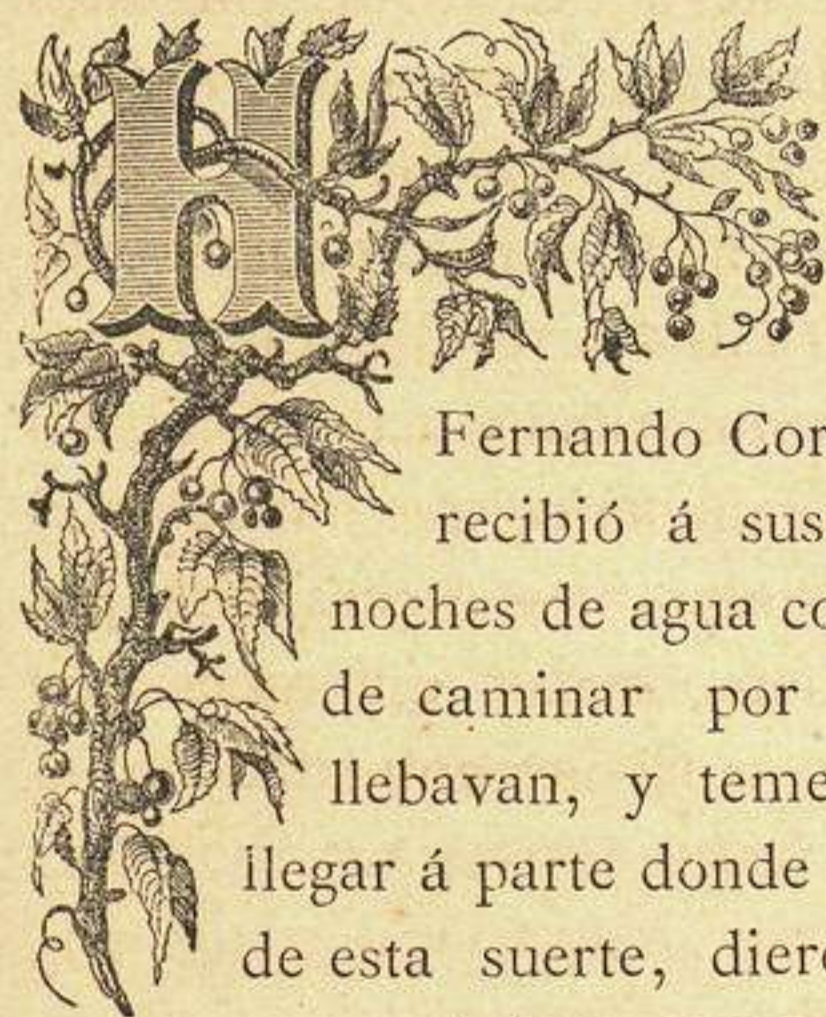 H
Fernando Cor
recibió á sus
noches de agua co
de caminar por
llebavan, y teme
ilegar á parte donde
de esta suerte, diero